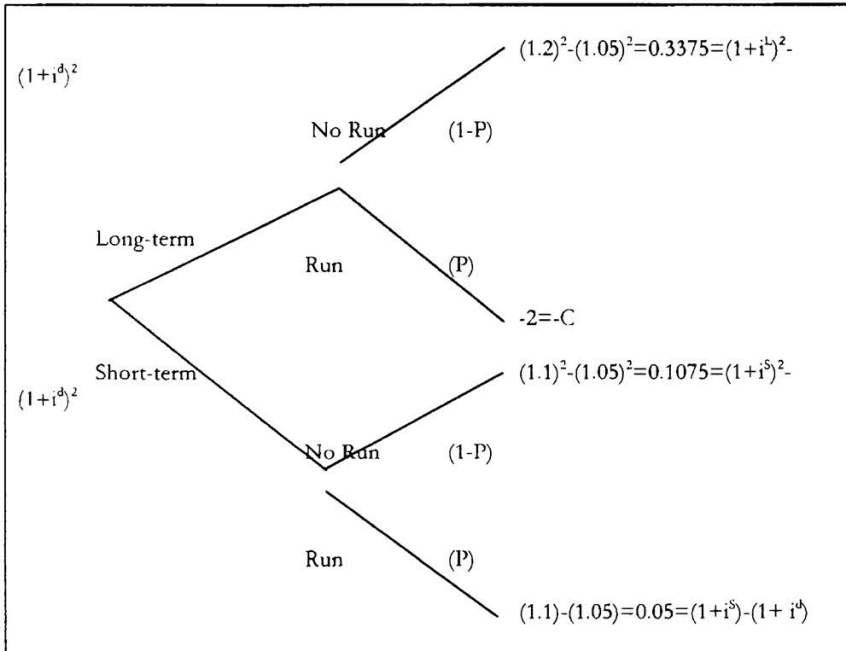 (1.2)²-(1.05)²=0.3375=(1+i^L)²-
(1+i^d)²
No Run (1-P)
Long-term
Run (P)
-2=-C
Short-term
(1.1)²-(1.05)²=0.1075=(1+i^S)²-
(1+i^d)²
No Run (1-P)
Run (P)
(1.1)-(1.05)=0.05=(1+i^S)-(1+ i^d)